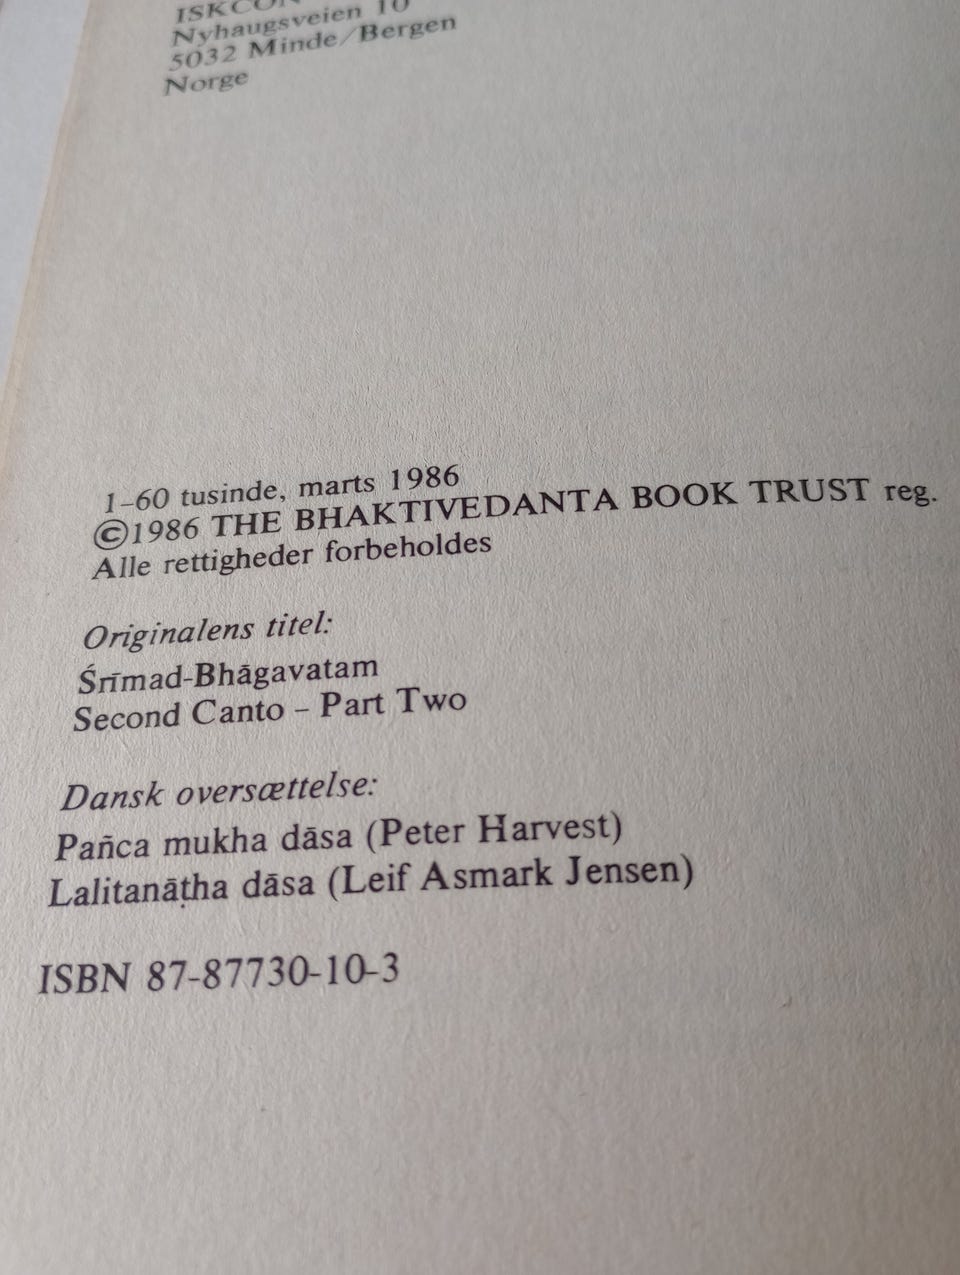 ISKCON
Nyhaugsveien 10
5032 Minde/Bergen
Norge
1–60 tusinde, marts 1986
©1986 THE BHAKTIVEDANTA BOOK TRUST reg.
Alle rettigheder forbeholdes
Originalens titel:
Śrīmad-Bhāgavatam
Second Canto – Part Two
Dansk oversættelse:
Pañca mukha dāsa (Peter Harvest)
Lalitanāṭha dāsa (Leif Asmark Jensen)
ISBN 87-87730-10-3